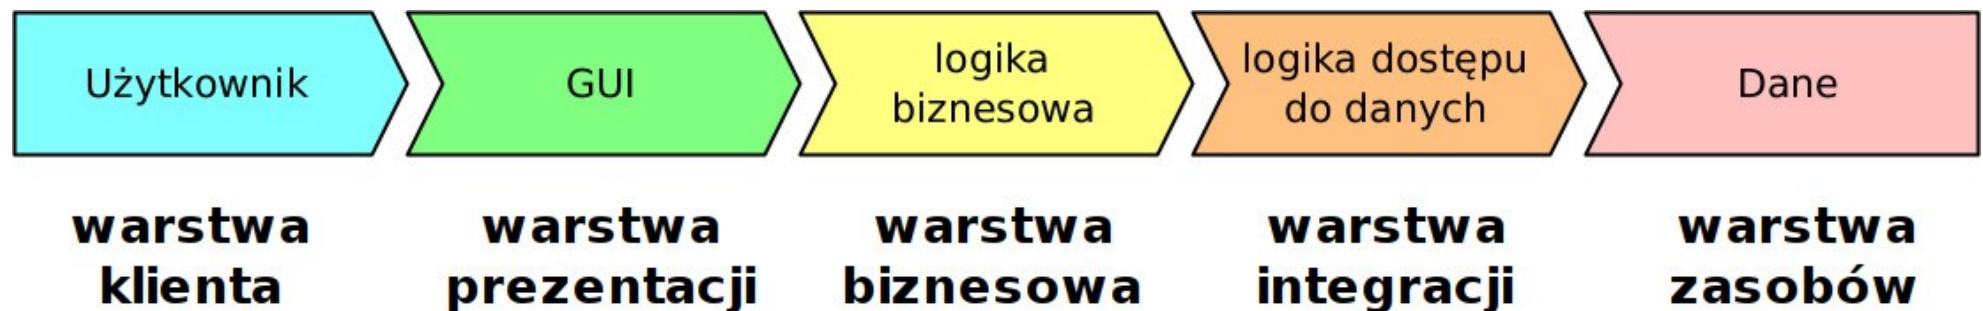 Użytkownik
GUI
logika
biznesowa
logika dostępu
do danych
Dane
warstwa
klienta
warstwa
prezentacji
warstwa
biznesowa
warstwa
integracji
warstwa
zasobów